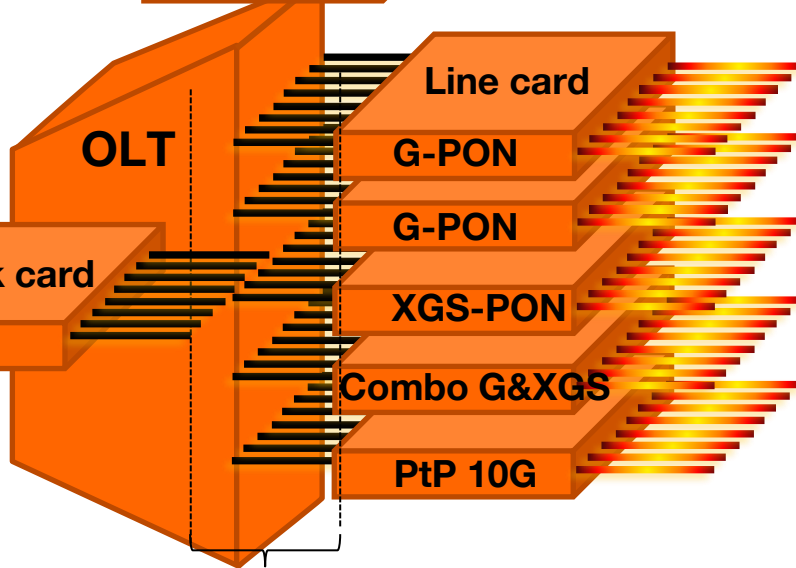 Line card
OLT
G-PON
G-PON
k card
XGS-PON
Combo G&XGS
PtP 10G